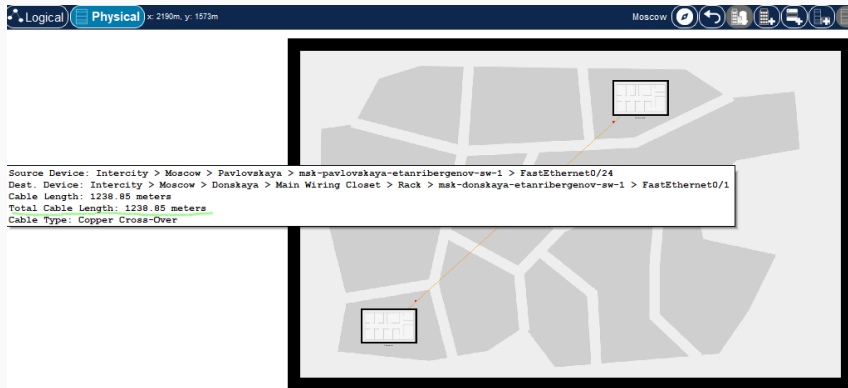 Logical Physical x: 2190m, y: 1573m Moscow
Source Device: Intercity > Moscow > Pavlovskaya > msk-pavlovskaya-etanribergenov-sw-1 > FastEthernet0/24
Dest. Device: Intercity > Moscow > Donskaya > Main Wiring Closet > Rack > msk-donskaya-etanribergenov-sw-1 > FastEthernet0/1
Cable Length: 1238.85 meters
Total Cable Length: 1238.85 meters
Cable Type: Copper Cross-Over